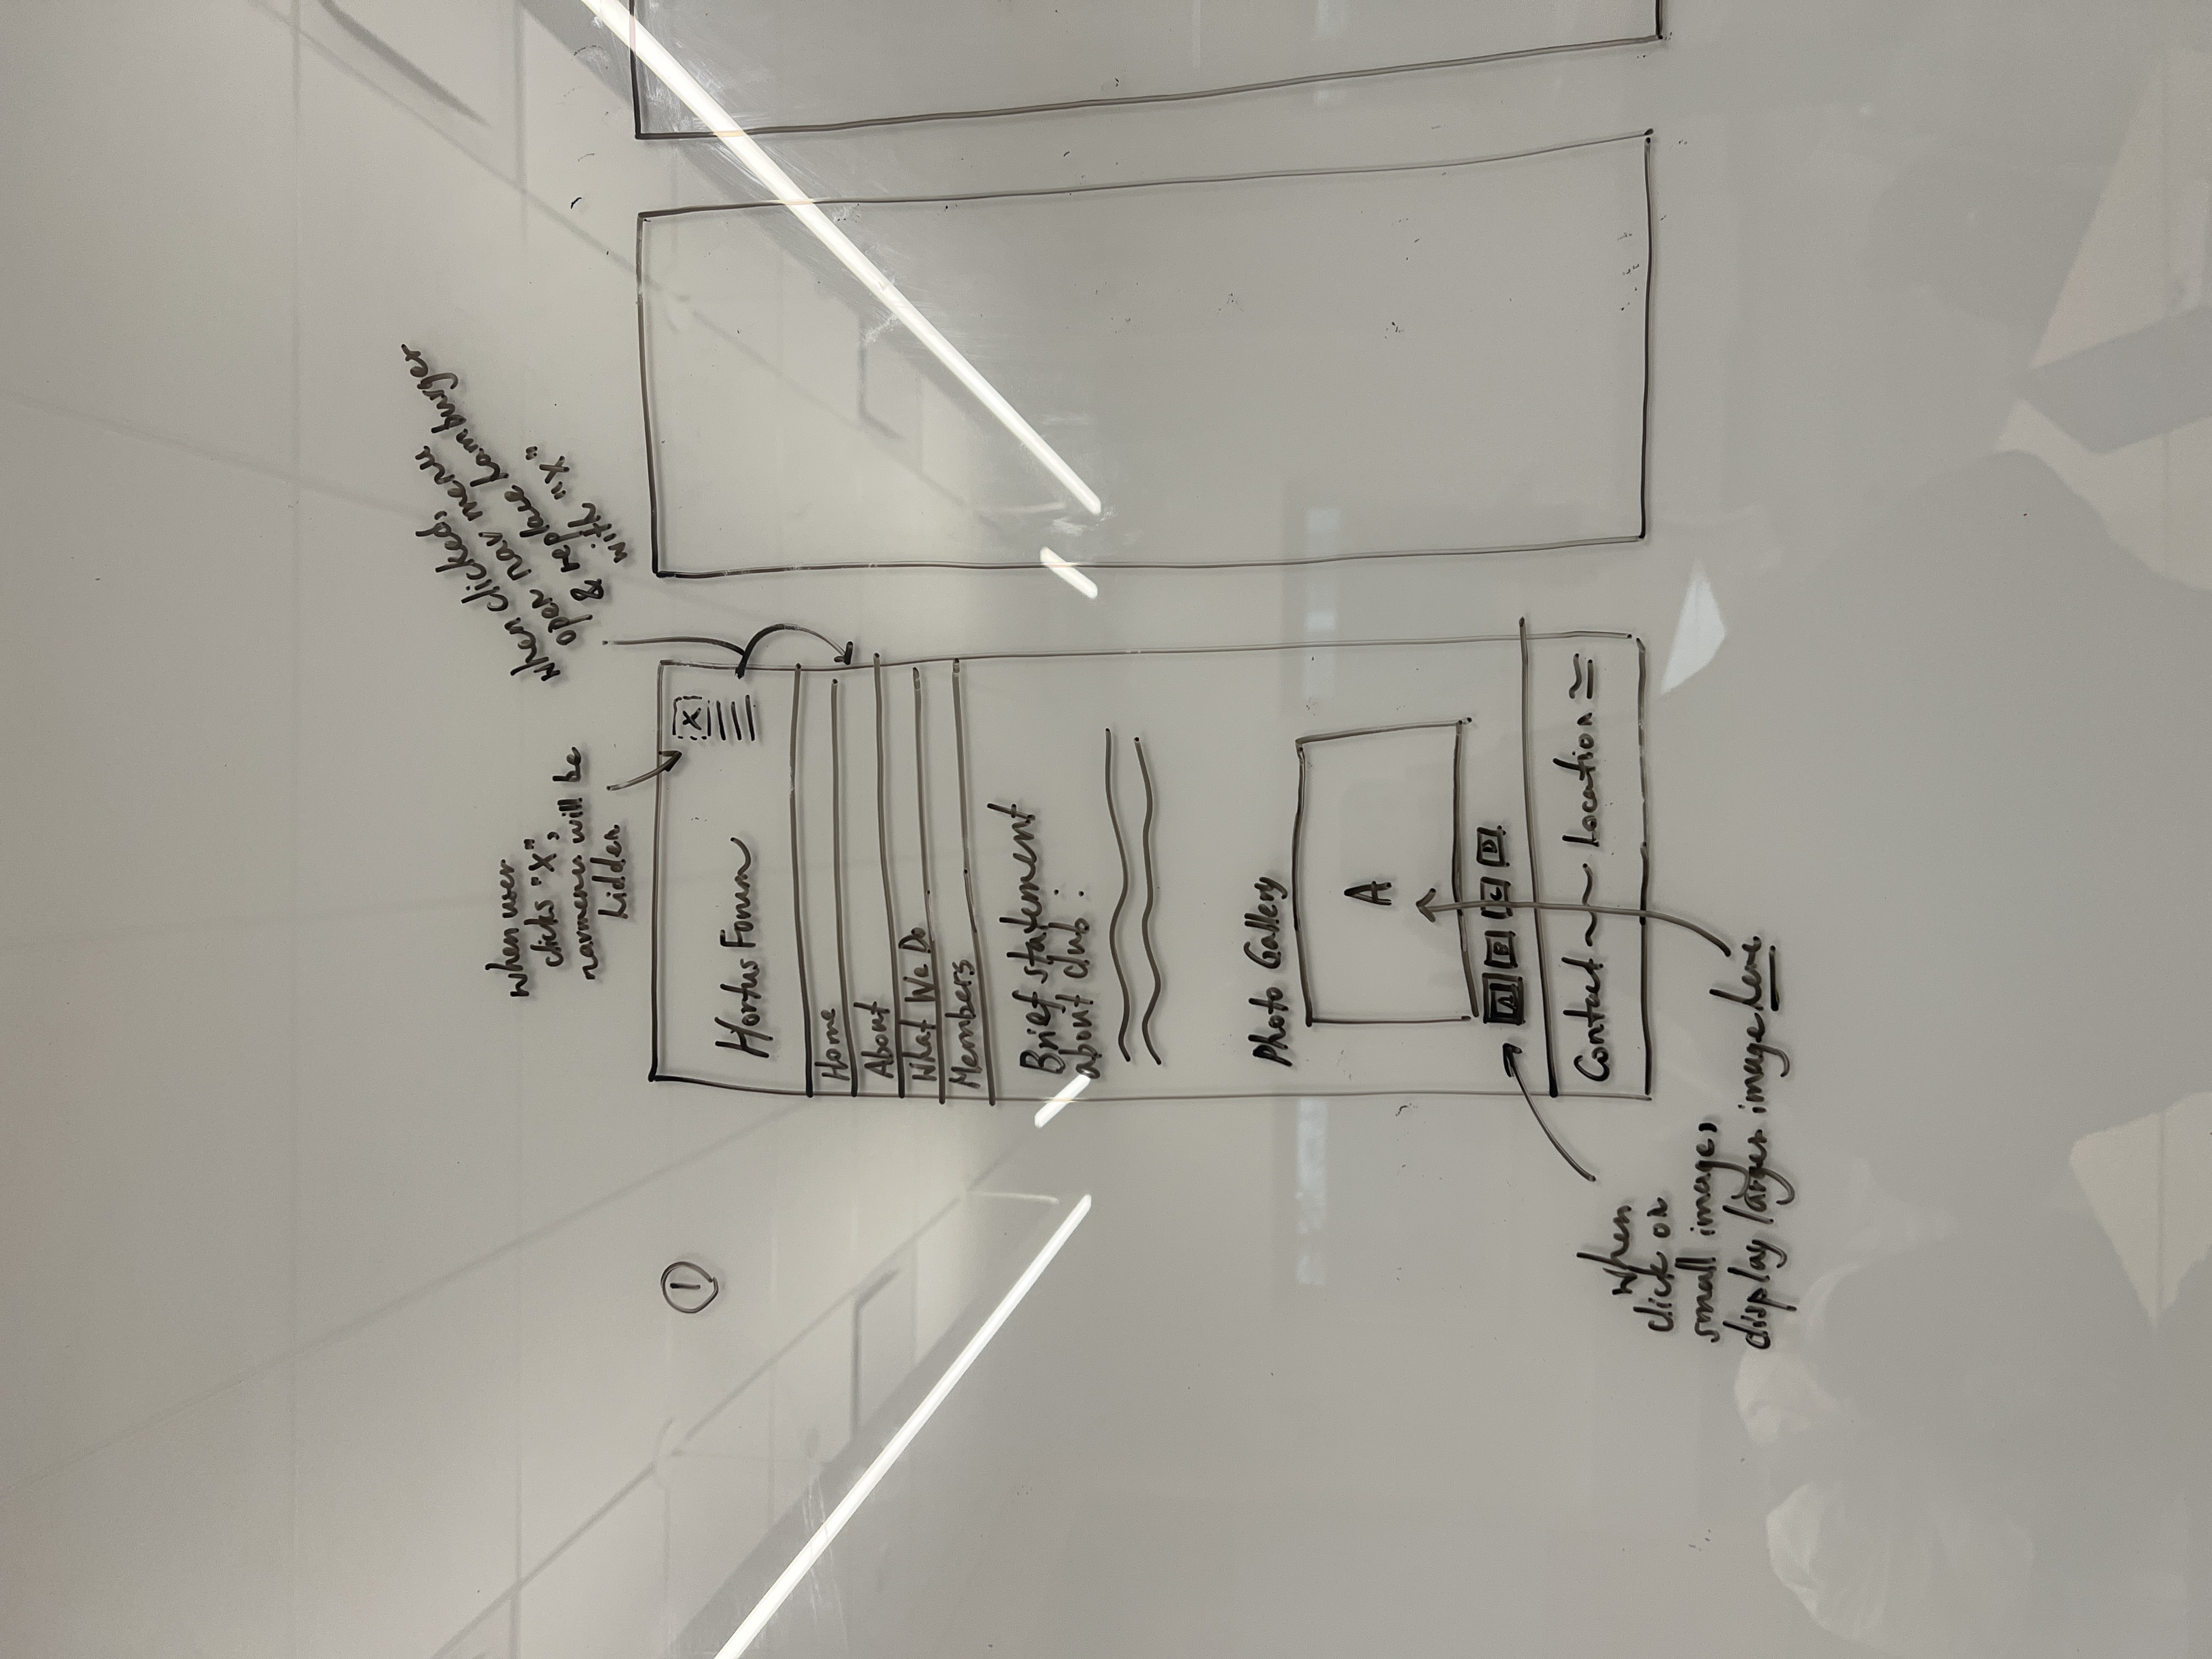 when user
clicks "X",
navmenu will be
hidden
when clicked,
open nav menu
& replace hamburger
with "X"
1
X
Hortus Forum
Home
About
What We Do
Members
Brief statement
about club :
Photo Gallery
A
A B C D
Contact Location
when
click on
small image,
display larger image here